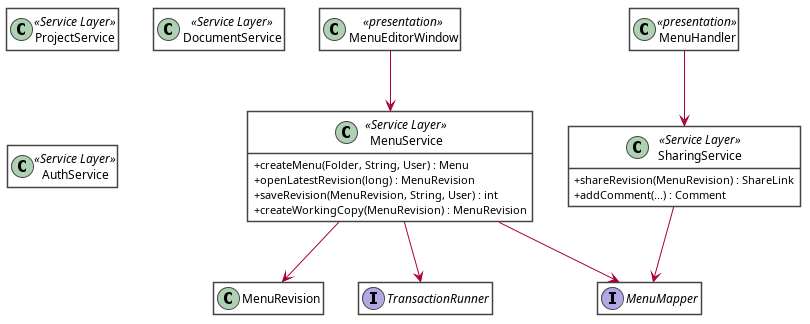 C «Service Layer»
ProjectService
C «Service Layer»
DocumentService
C «presentation»
MenuEditorWindow
C «presentation»
MenuHandler
C «Service Layer»
AuthService
C «Service Layer»
MenuService
+createMenu(Folder, String, User) : Menu
+openLatestRevision(long) : MenuRevision
+saveRevision(MenuRevision, String, User) : int
+createWorkingCopy(MenuRevision) : MenuRevision
C «Service Layer»
SharingService
+shareRevision(MenuRevision) : ShareLink
+addComment(...) : Comment
C MenuRevision
I TransactionRunner
I MenuMapper